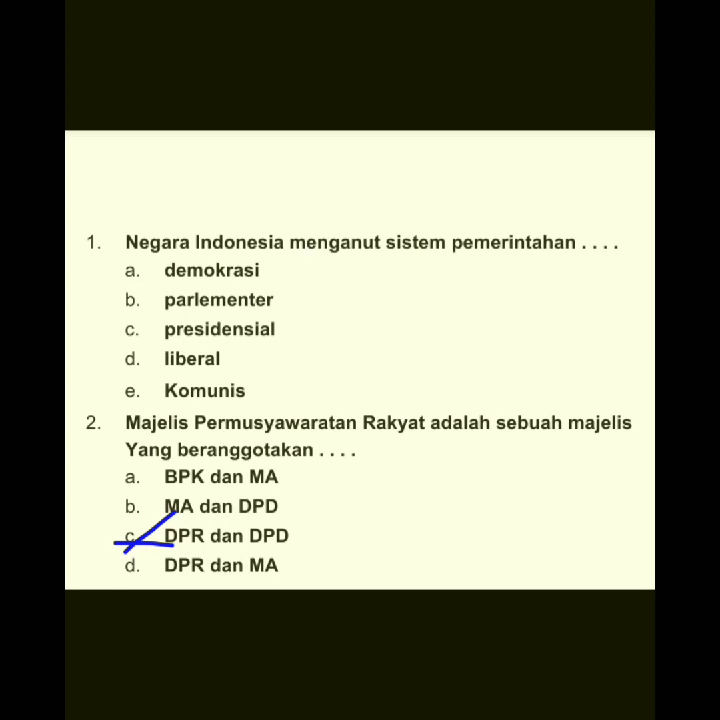 1. Negara Indonesia menganut sistem pemerintahan . . . .
a. demokrasi
b. parlementer
c. presidensial
d. liberal
e. Komunis
2. Majelis Permusyawaratan Rakyat adalah sebuah majelis
Yang beranggotakan . . . .
a. BPK dan MA
b. MA dan DPD
c. DPR dan DPD
d. DPR dan MA